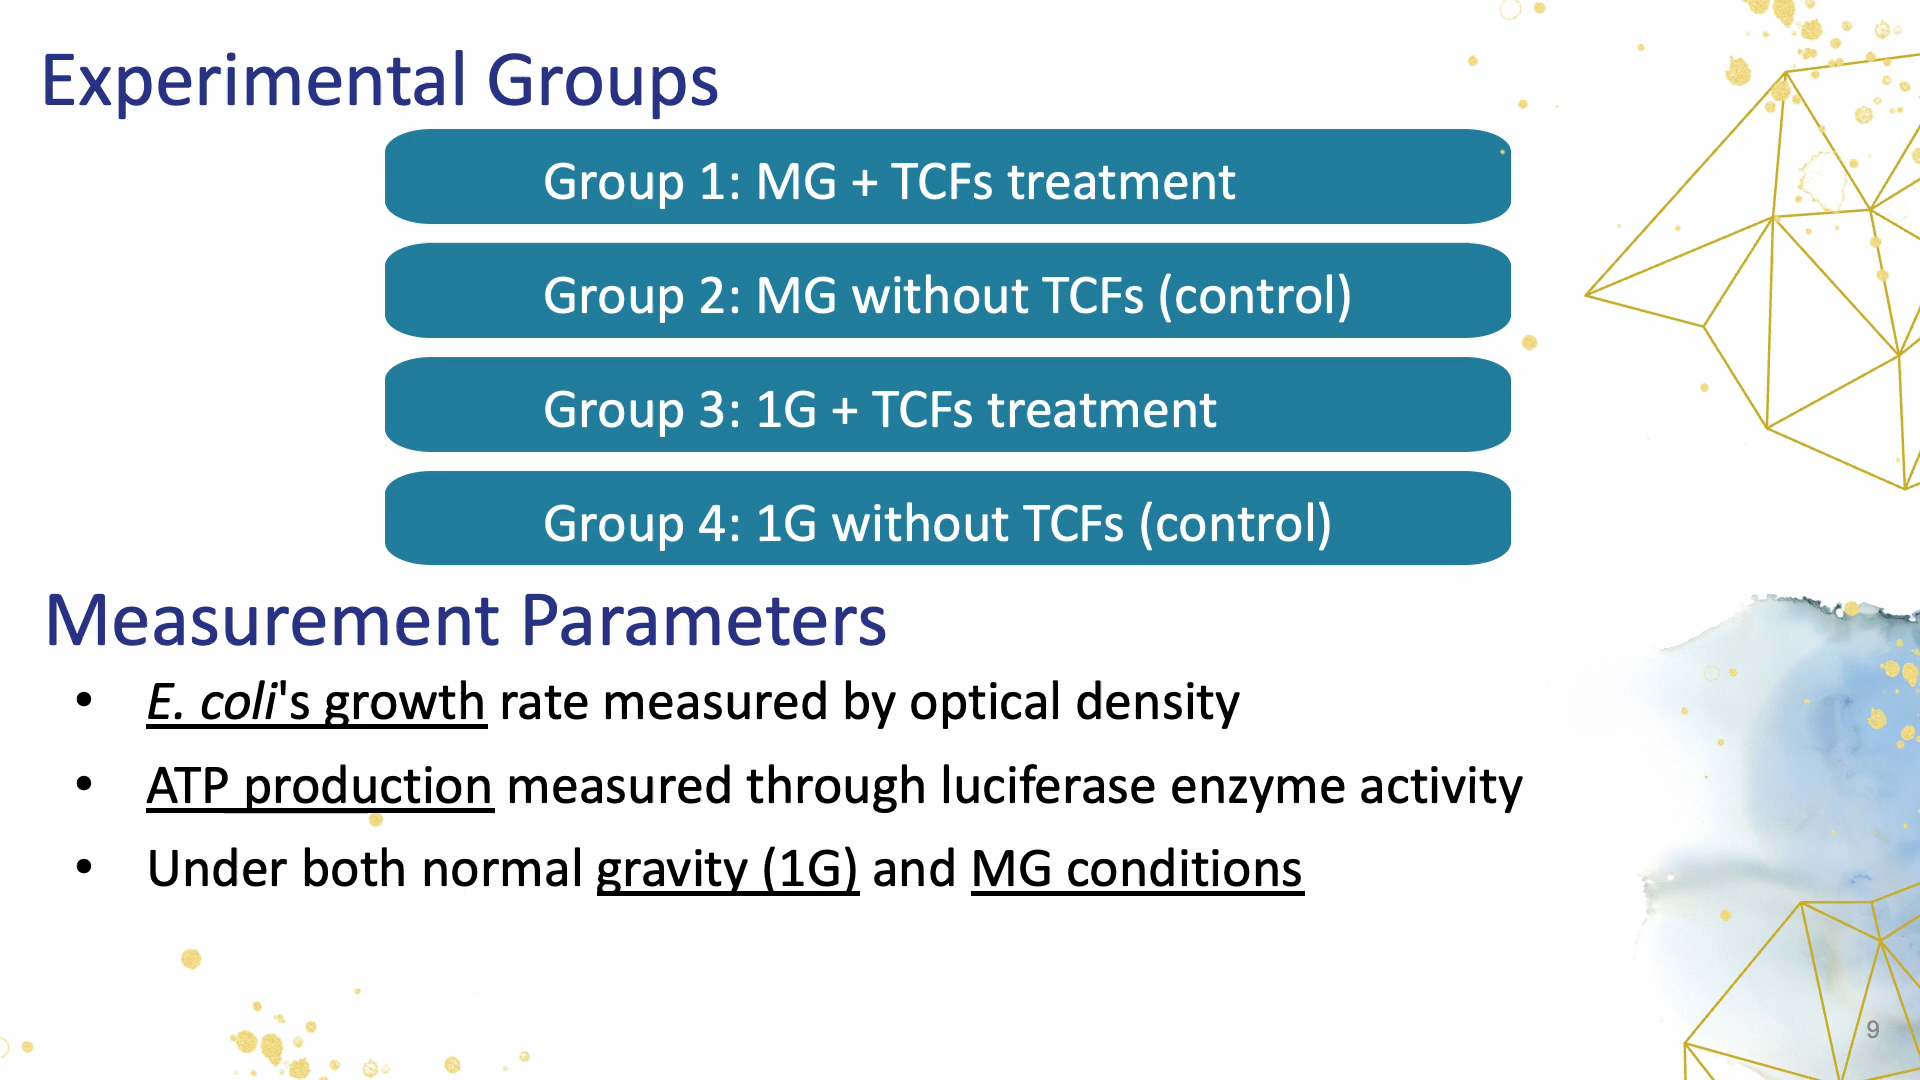 Experimental Groups
Group 1: MG + TCFs treatment
Group 2: MG without TCFs (control)
Group 3: 1G + TCFs treatment
Group 4: 1G without TCFs (control)
Measurement Parameters
• E. coli's growth rate measured by optical density
• ATP production measured through luciferase enzyme activity
• Under both normal gravity (1G) and MG conditions
9